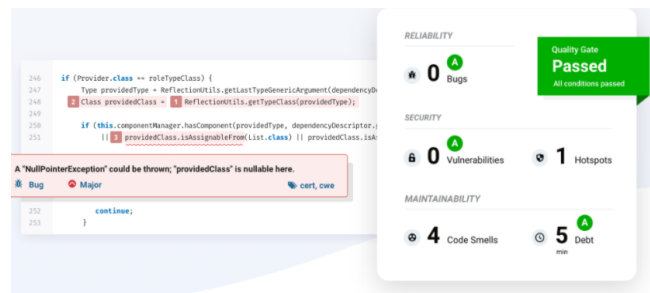 246 if (Provider.class == roleTypeClass) {
247 Type providedType = ReflectionUtils.getLastTypeGenericArgument(dependencyD
248 2 Class providedClass = 1 ReflectionUtils.getTypeClass(providedType);
249
250 if (this.componentManager.hasComponent(providedType, dependencyDescriptor.
251 || 3 providedClass.isAssignableFrom(List.class) || providedClass.isA
A "NullPointerException" could be thrown; "providedClass" is nullable here.
Bug Major cert, cwe
252 continue;
253 }
RELIABILITY
0 A Bugs
Quality Gate
Passed
All conditions passed
SECURITY
0 A Vulnerabilities 1 Hotspots
MAINTAINABILITY
4 Code Smells 5 A Debt
min